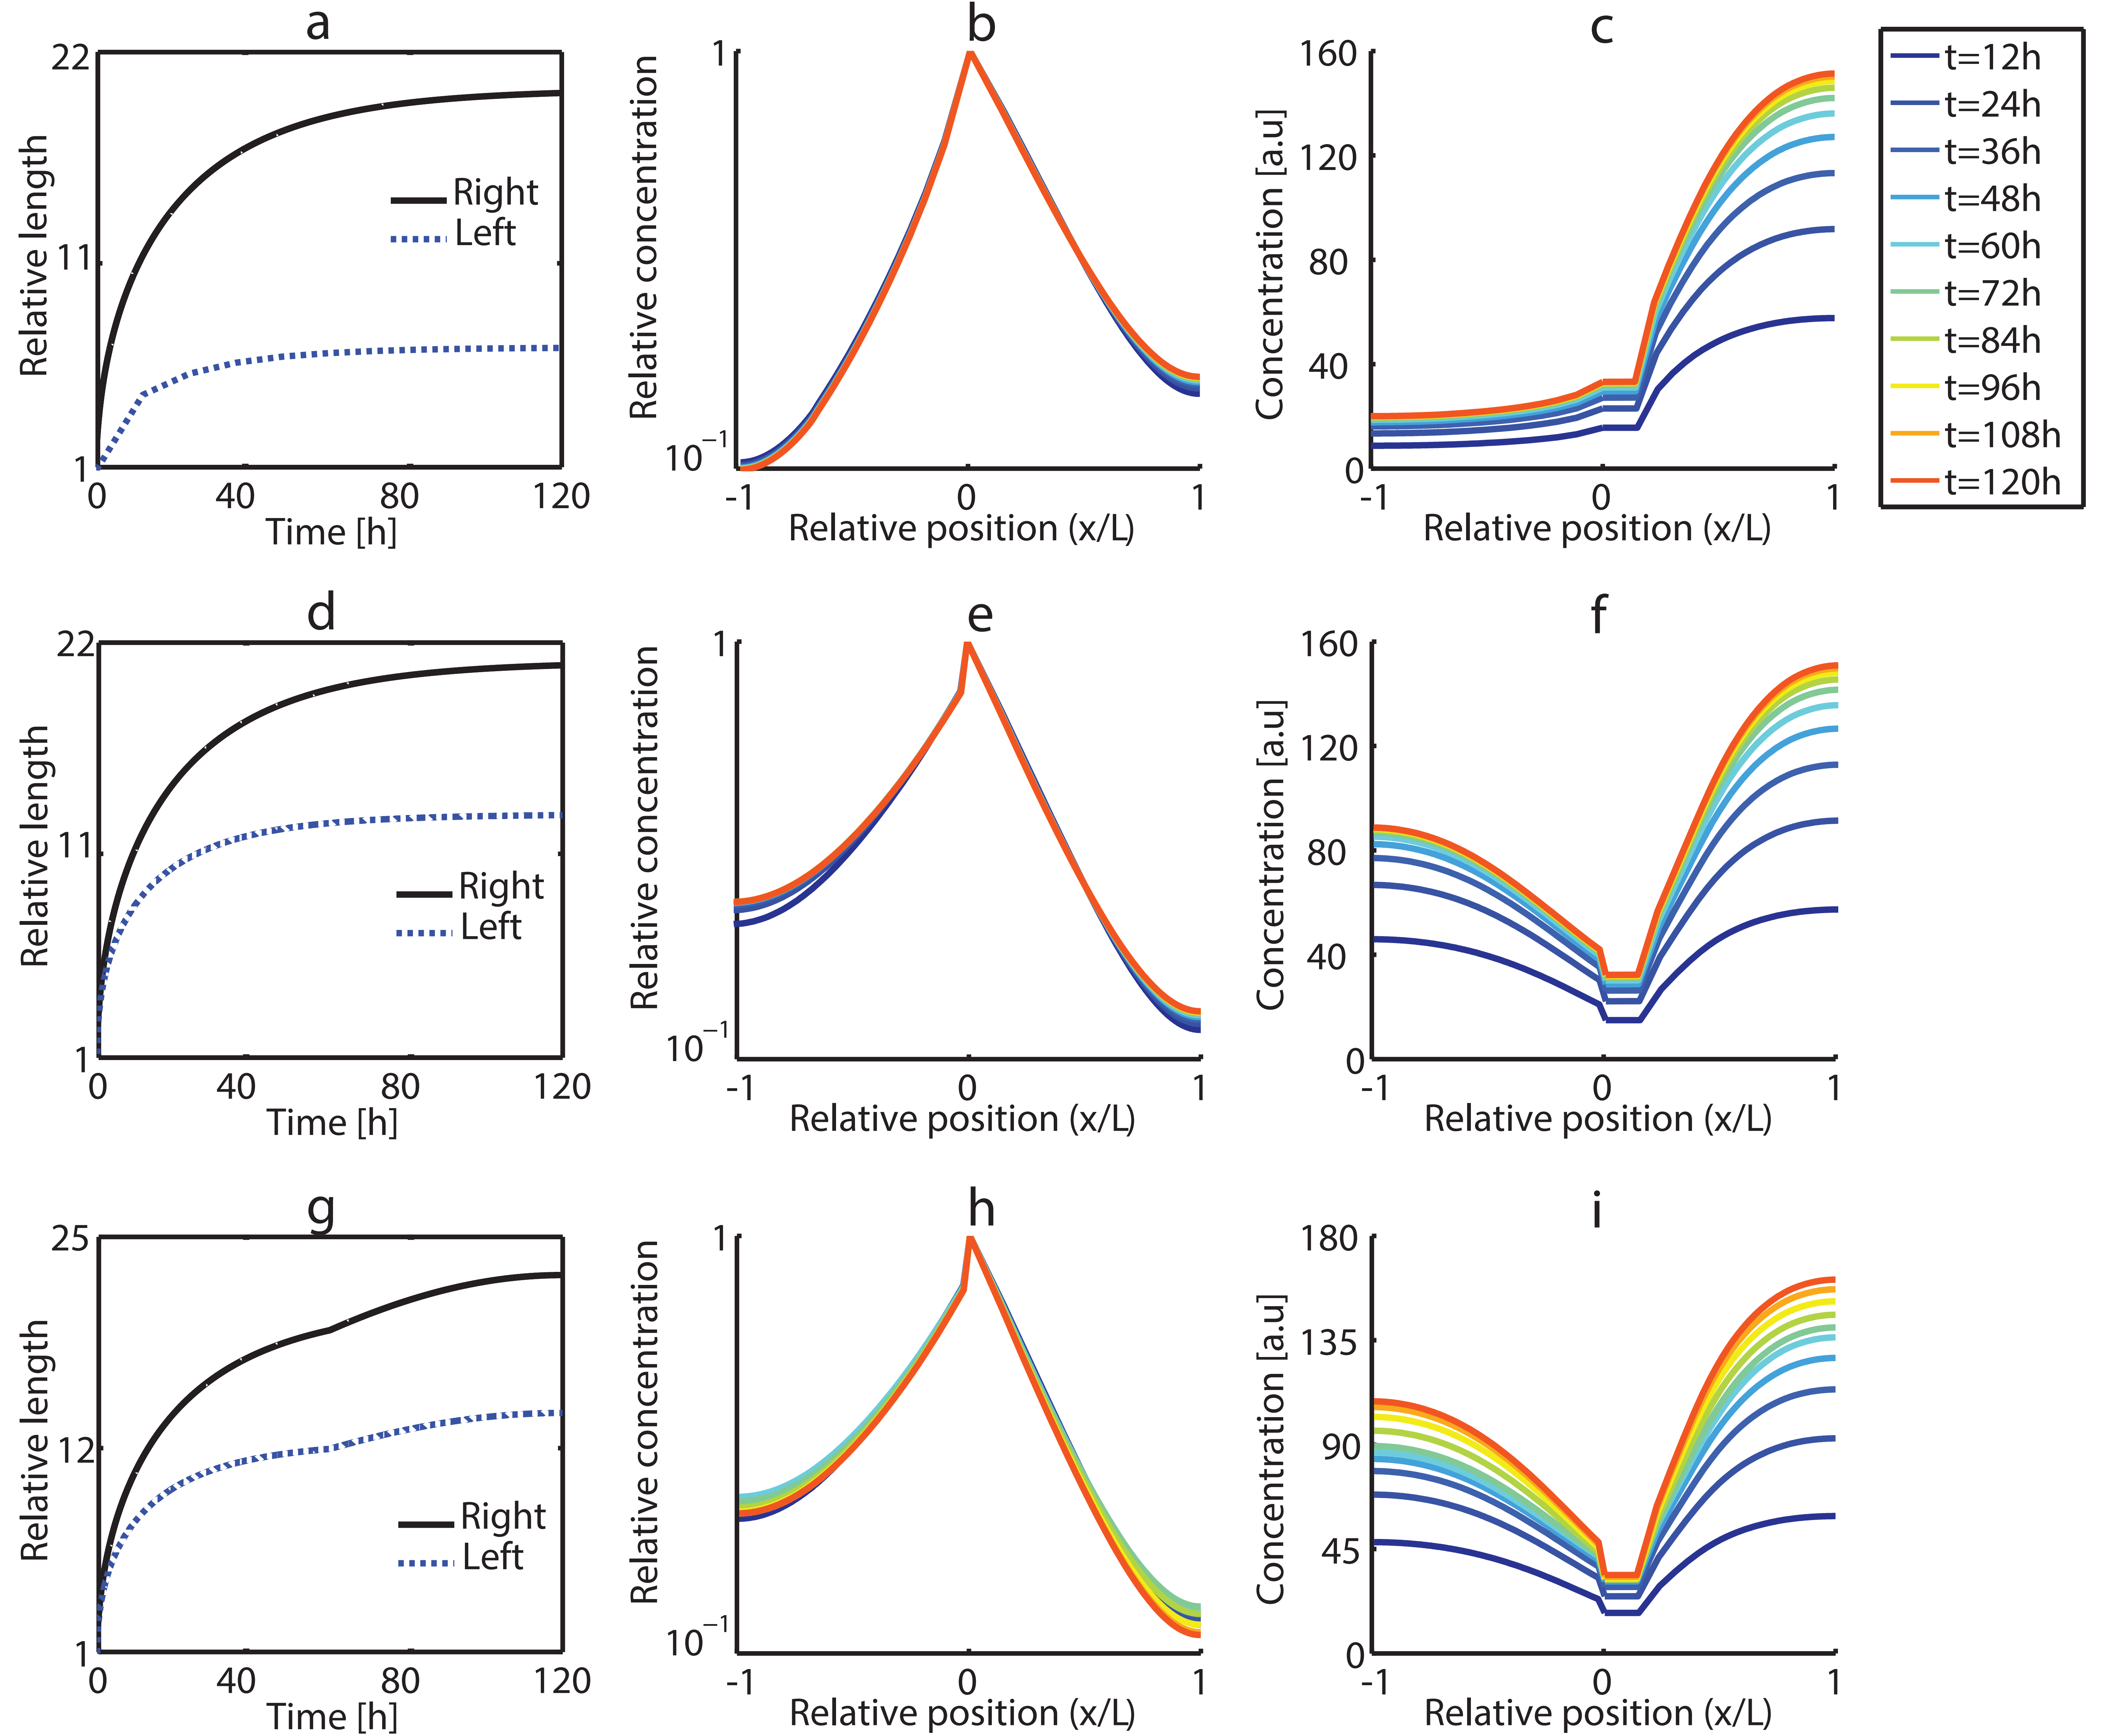 a
22
11
1
0 40 80 120
Relative length
Time [h]
Right
Left
b
1
10⁻¹
-1 0 1
Relative concentration
Relative position (x/L)
c
160
120
80
40
0
-1 0 1
Concentration [a.u]
Relative position (x/L)
t=12h
t=24h
t=36h
t=48h
t=60h
t=72h
t=84h
t=96h
t=108h
t=120h
d
22
11
1
0 40 80 120
Relative length
Time [h]
Right
Left
e
1
10⁻¹
-1 0 1
Relative concentration
Relative position (x/L)
f
160
120
80
40
0
-1 0 1
Concentration [a.u]
Relative position (x/L)
g
25
12
1
0 40 80 120
Relative length
Time [h]
Right
Left
h
1
10⁻¹
-1 0 1
Relative concentration
Relative position (x/L)
i
180
135
90
45
0
-1 0 1
Concentration [a.u]
Relative position (x/L)